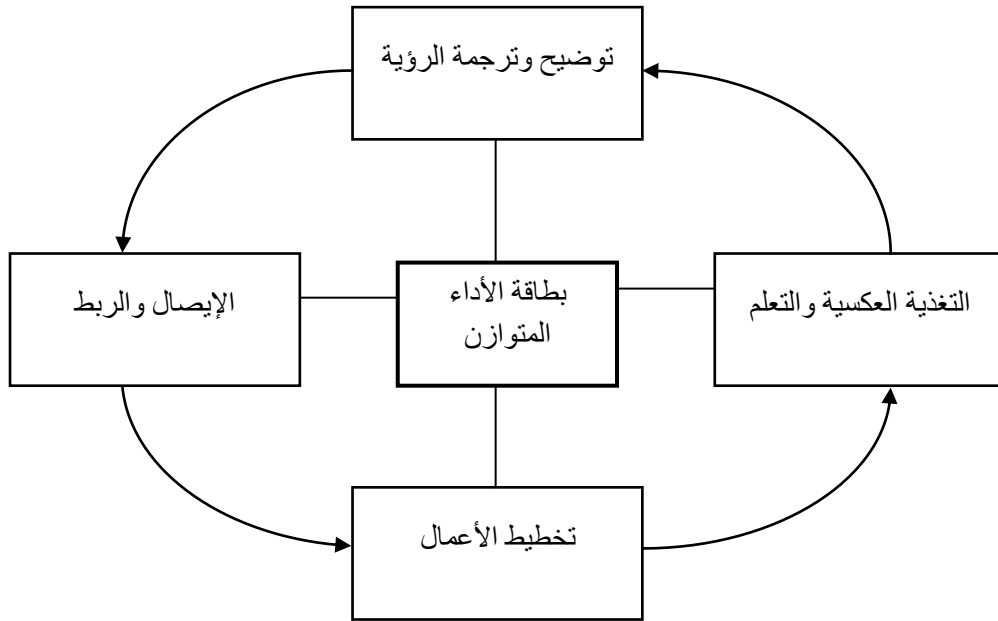 توضيح وترجمة الرؤية
التغذية العكسية والتعلم
بطاقة الأداء
المتوازن
الإيصال والربط
تخطيط الأعمال